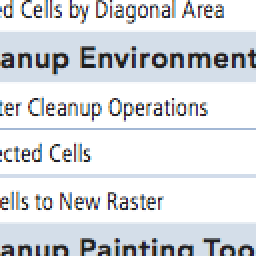 ed Cells by Diagonal Area
anup Environment
ter Cleanup Operations
ected Cells
ells to New Raster
anup Painting Too